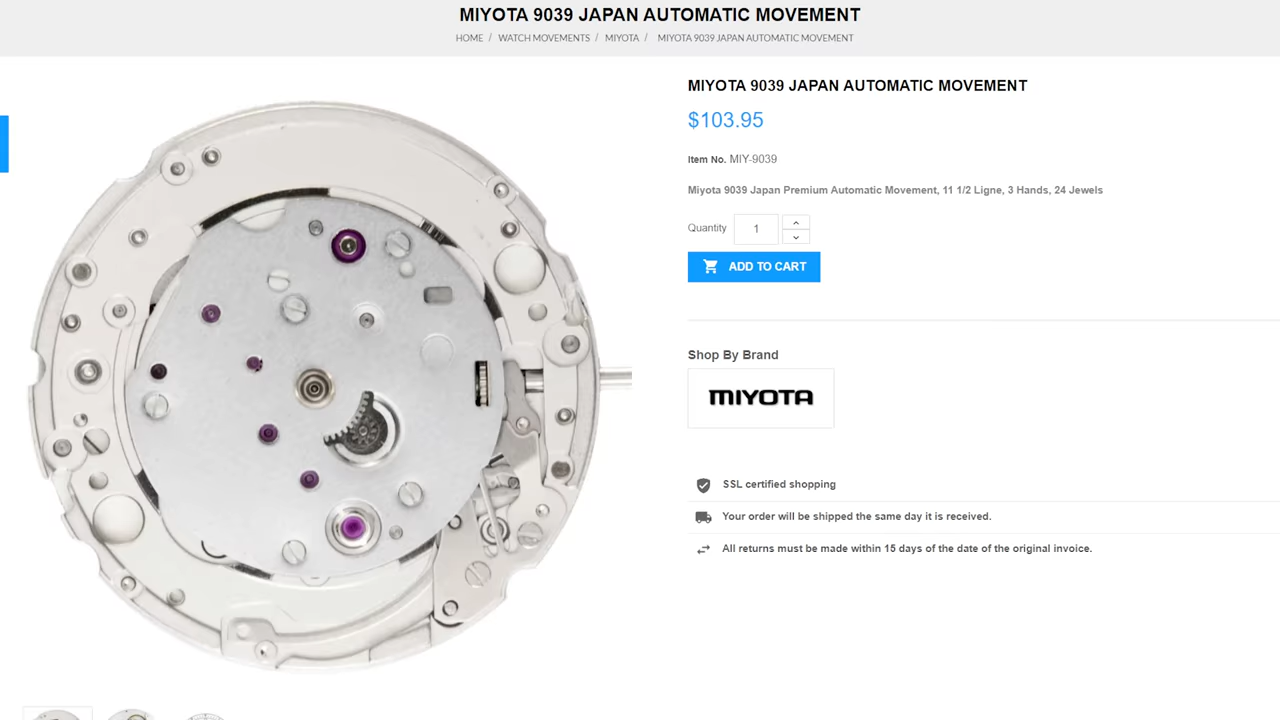 MIYOTA 9039 JAPAN AUTOMATIC MOVEMENT
HOME / WATCH MOVEMENTS / MIYOTA / MIYOTA 9039 JAPAN AUTOMATIC MOVEMENT
MIYOTA 9039 JAPAN AUTOMATIC MOVEMENT
$103.95
Item No. MIY-9039
Miyota 9039 Japan Premium Automatic Movement, 11 1/2 Ligne, 3 Hands, 24 Jewels
Quantity 1
ADD TO CART
Shop By Brand
MIYOTA
SSL certified shopping
Your order will be shipped the same day it is received.
All returns must be made within 15 days of the date of the original invoice.